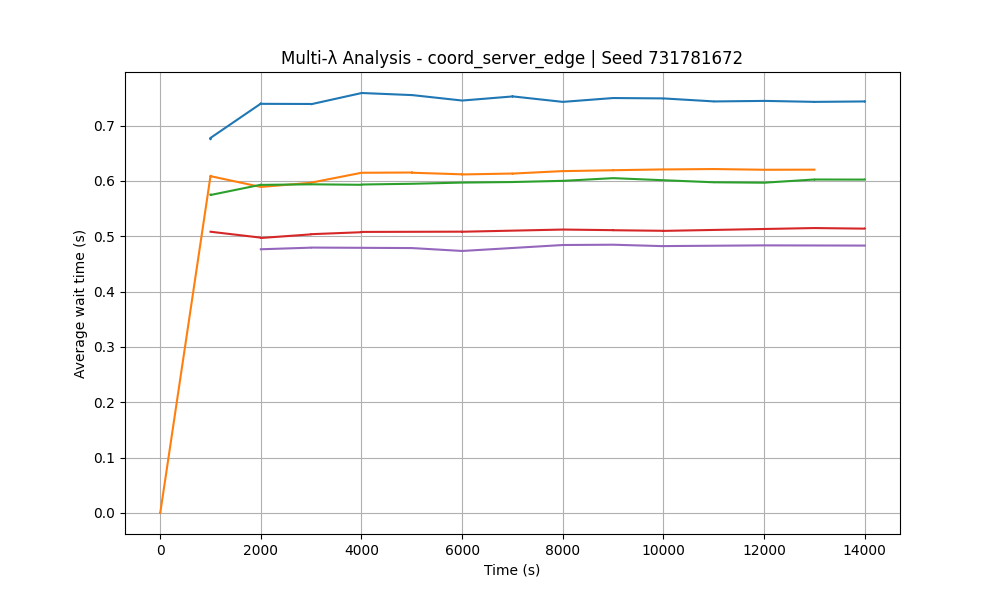 Multi-λ Analysis - coord_server_edge | Seed 731781672
Average wait time (s)
0.7
0.6
0.5
0.4
0.3
0.2
0.1
0.0
0 2000 4000 6000 8000 10000 12000 14000
Time (s)